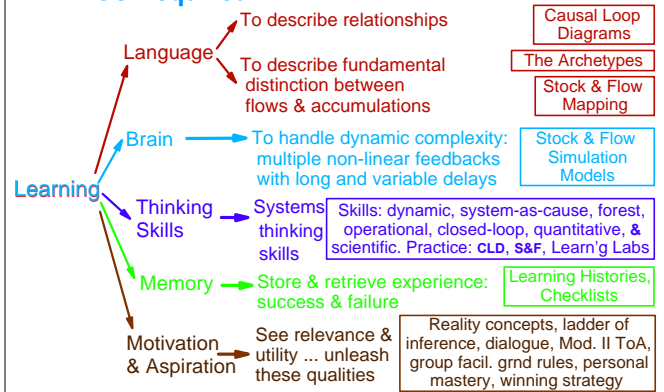 To describe relationships
Causal Loop
Diagrams
Language
The Archetypes
To describe fundamental
distinction between
flows & accumulations
Stock & Flow
Mapping
Brain
To handle dynamic complexity:
multiple non-linear feedbacks
with long and variable delays
Stock & Flow
Simulation
Models
Learning
Thinking
Skills
Systems
thinking
skills
Skills: dynamic, system-as-cause, forest,
operational, closed-loop, quantitative, &
scientific. Practice: CLD, S&F, Learn'g Labs
Memory
Store & retrieve experience:
success & failure
Learning Histories,
Checklists
Motivation
& Aspiration
See relevance &
utility ... unleash
these qualities
Reality concepts, ladder of
inference, dialogue, Mod. II ToA,
group facil. grnd rules, personal
mastery, winning strategy